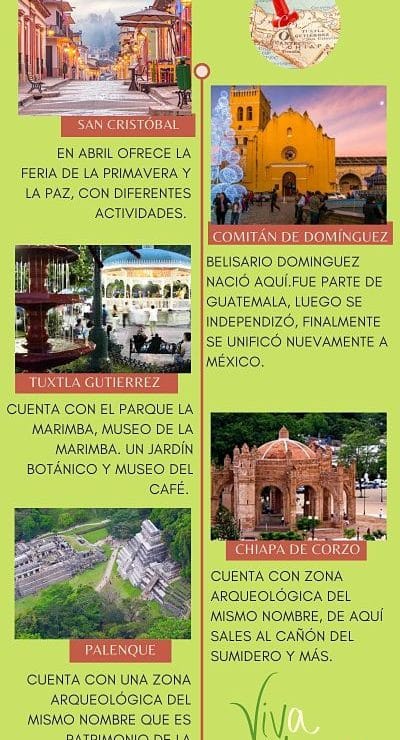 SAN CRISTÓBAL
EN ABRIL OFRECE LA
FERIA DE LA PRIMAVERA Y
LA PAZ, CON DIFERENTES
ACTIVIDADES.
COMITÁN DE DOMÍNGUEZ
BELISARIO DOMINGUEZ
NACIÓ AQUÍ.FUE PARTE DE
GUATEMALA, LUEGO SE
INDEPENDIZÓ, FINALMENTE
SE UNIFICÓ NUEVAMENTE A
MÉXICO.
TUXTLA GUTIERREZ
CUENTA CON EL PARQUE LA
MARIMBA, MUSEO DE LA
MARIMBA. UN JARDÍN
BOTÁNICO Y MUSEO DEL
CAFÉ.
CHIAPA DE CORZO
CUENTA CON ZONA
ARQUEOLÓGICA DEL
MISMO NOMBRE, DE AQUÍ
SALES AL CAÑÓN DEL
SUMIDERO Y MÁS.
PALENQUE
CUENTA CON UNA ZONA
ARQUEOLÓGICA DEL
MISMO NOMBRE QUE ES
PATRIMONIO DE LA
Viva